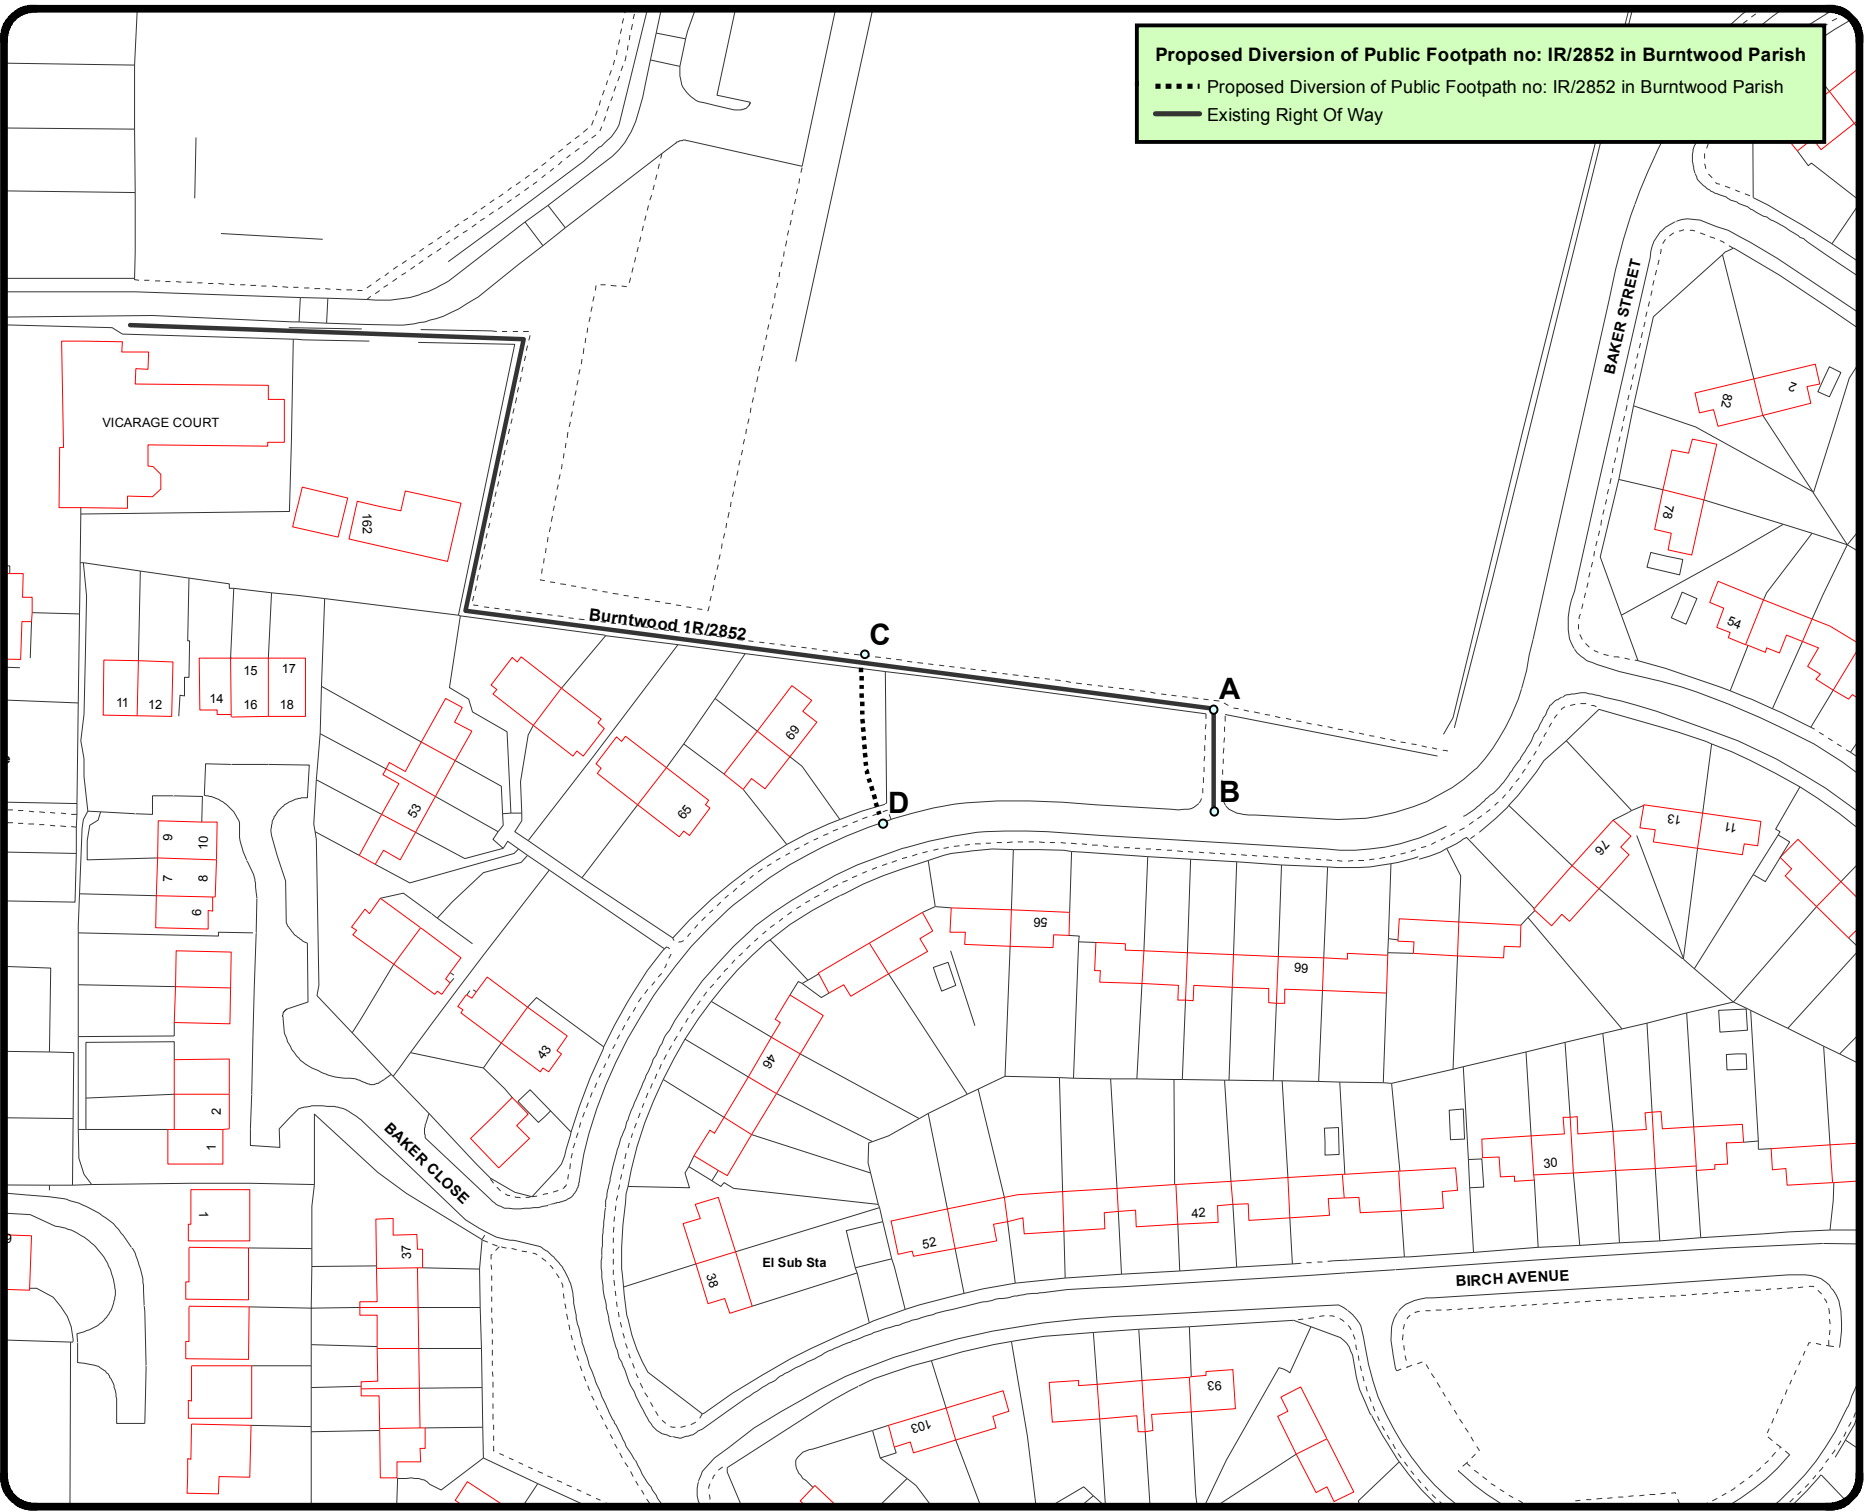 Proposed Diversion of Public Footpath no: IR/2852 in Burntwood Parish
Proposed Diversion of Public Footpath no: IR/2852 in Burntwood Parish
Existing Right Of Way
BAKER STREET
82
2
VICARAGE COURT
78
162
Burntwood 1R/2852
C
A
54
15
17
11
12
14
16
18
69
53
65
B
D
9
10
7
8
6
13
11
76
56
66
43
46
2
1
BAKER CLOSE
30
1
37
52
42
El Sub Sta
38
BIRCH AVENUE
93
103